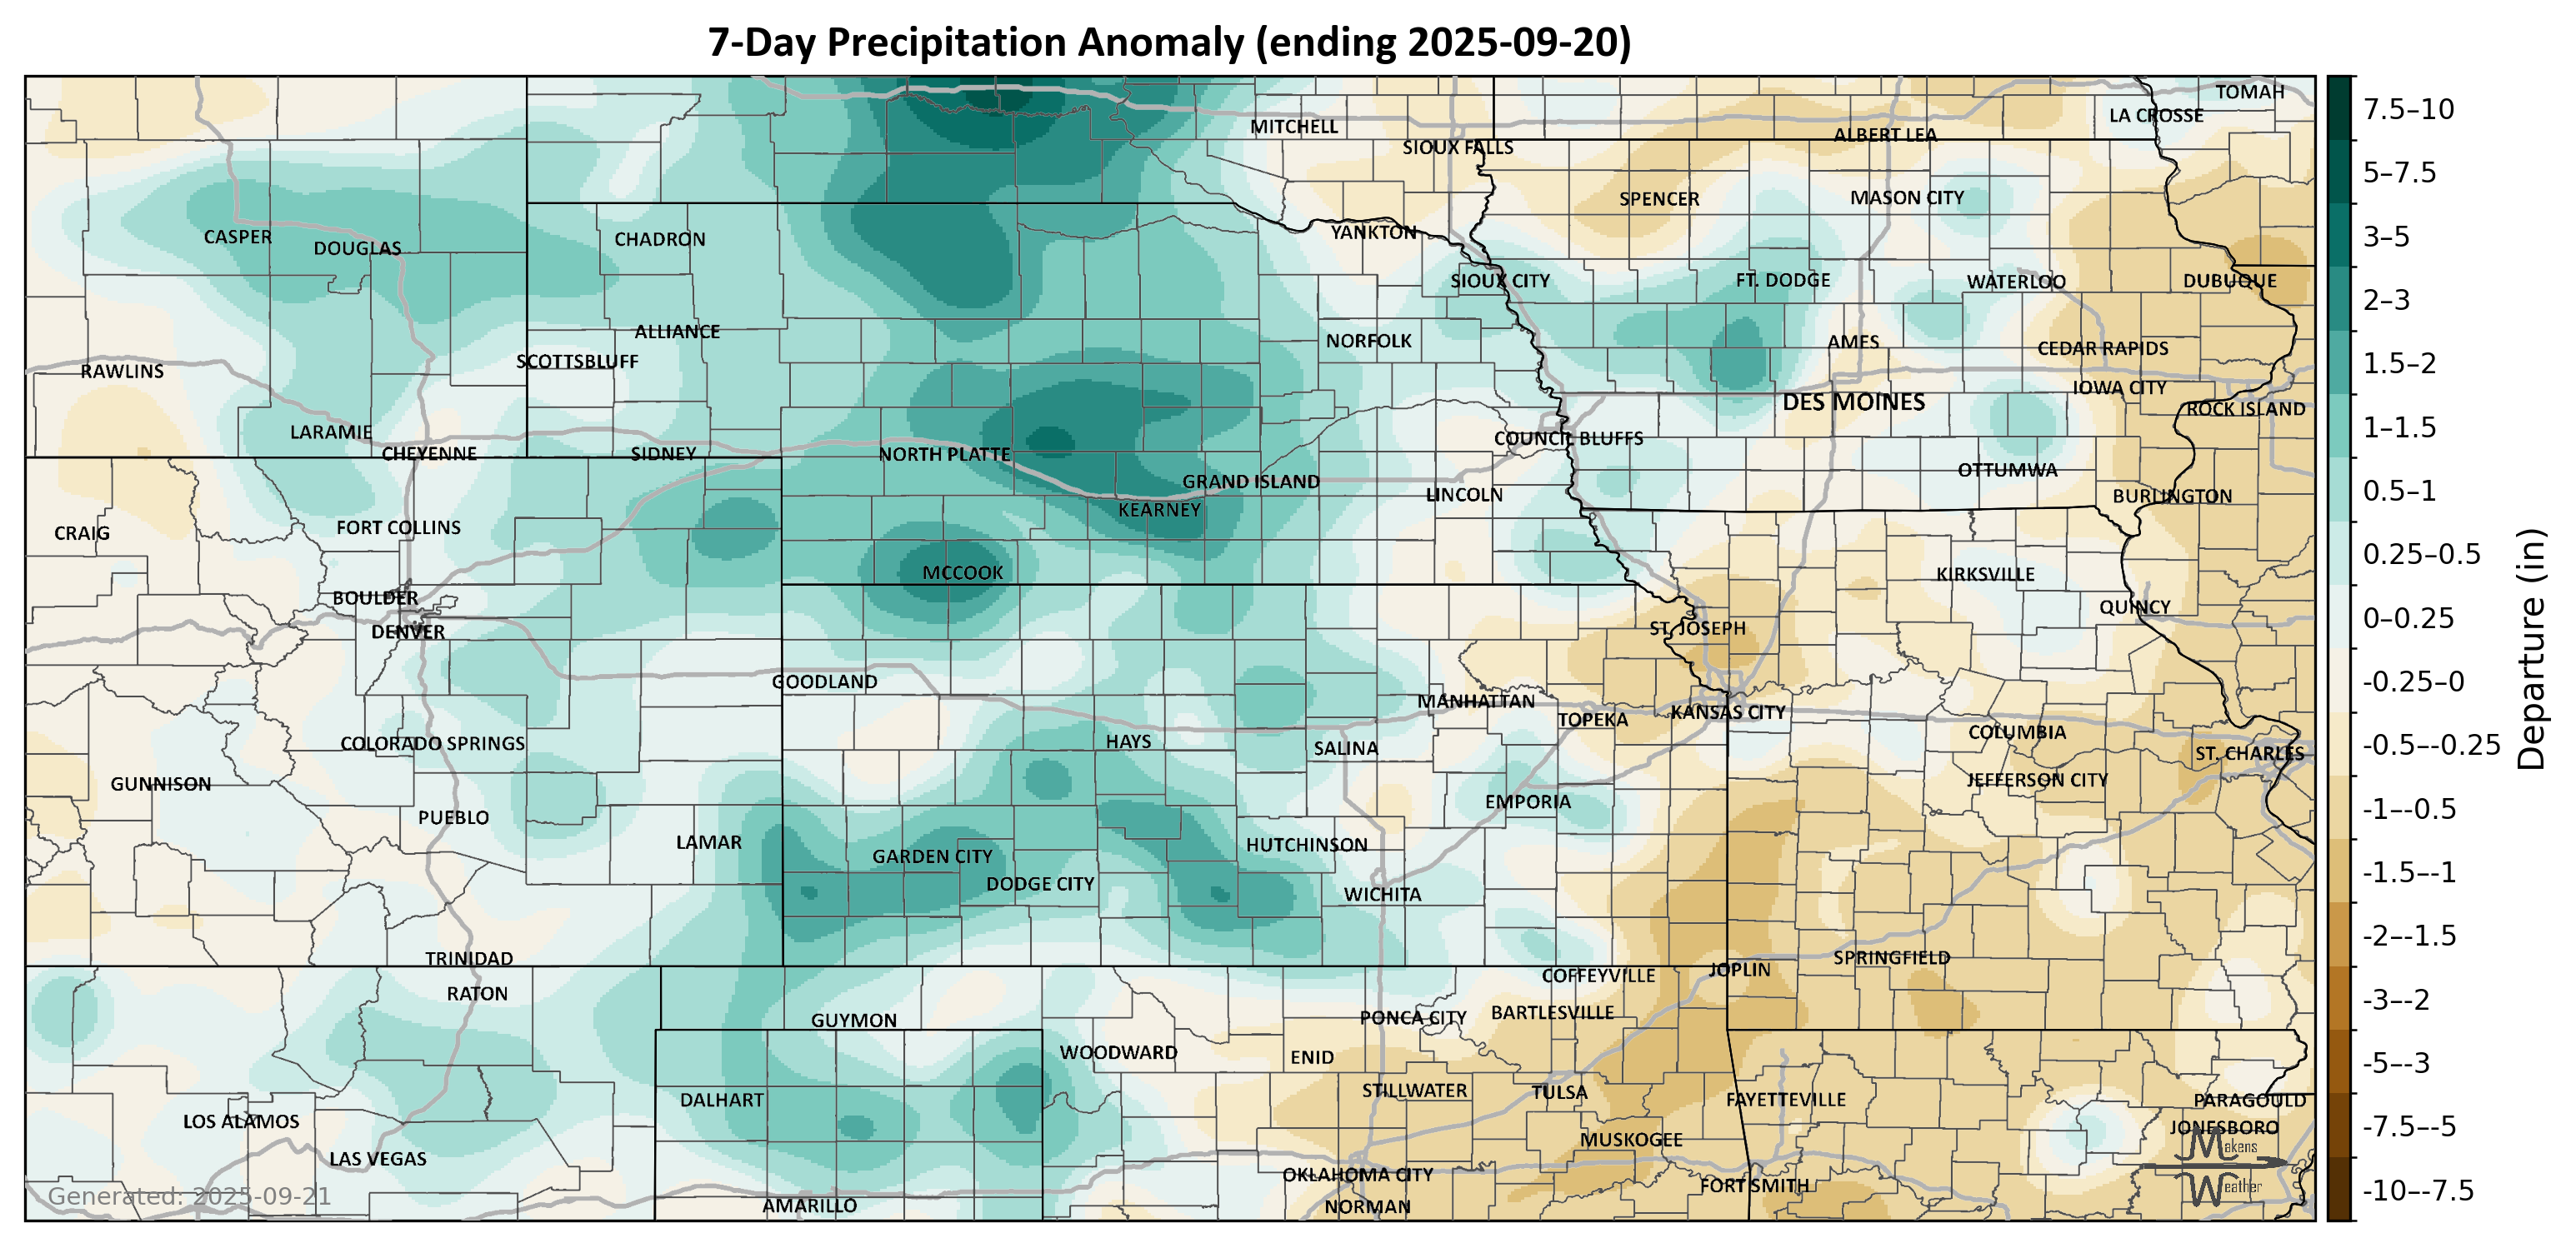 7-Day Precipitation Anomaly (ending 2025-09-20)
TOMAH
LA CROSSE
MITCHELL
ALBERT LEA
SIOUX FALLS
SPENCER
MASON CITY
YANKTON
CASPER
CHADRON
DOUGLAS
SIOUX CITY
FT. DODGE
WATERLOO
DUBUQUE
ALLIANCE
NORFOLK
AMES
CEDAR RAPIDS
SCOTTSBLUFF
RAWLINS
IOWA CITY
DES MOINES
ROCK ISLAND
LARAMIE
COUNCIL BLUFFS
CHEYENNE
SIDNEY
NORTH PLATTE
OTTUMWA
GRAND ISLAND
LINCOLN
BURLINGTON
KEARNEY
FORT COLLINS
CRAIG
MCCOOK
KIRKSVILLE
BOULDER
QUINCY
DENVER
ST. JOSEPH
GOODLAND
MANHATTAN
KANSAS CITY
TOPEKA
COLUMBIA
HAYS
COLORADO SPRINGS
SALINA
ST. CHARLES
JEFFERSON CITY
GUNNISON
EMPORIA
PUEBLO
LAMAR
HUTCHINSON
GARDEN CITY
DODGE CITY
WICHITA
TRINIDAD
SPRINGFIELD
JOPLIN
COFFEYVILLE
RATON
BARTLESVILLE
PONCA CITY
GUYMON
WOODWARD
ENID
STILLWATER
TULSA
DALHART
FAYETTEVILLE
PARAGOULD
LOS ALAMOS
JONESBORO
MUSKOGEE
LAS VEGAS
OKLAHOMA CITY
FORT SMITH
AMARILLO
NORMAN
Generated: 2025-09-21
Makens
Weather
7.5–10
5–7.5
3–5
2–3
1.5–2
1–1.5
0.5–1
0.25–0.5
0–0.25
-0.25–0
-0.5–-0.25
-1–-0.5
-1.5–-1
-2–-1.5
-3–-2
-5–-3
-7.5–-5
-10–-7.5
Departure (in)